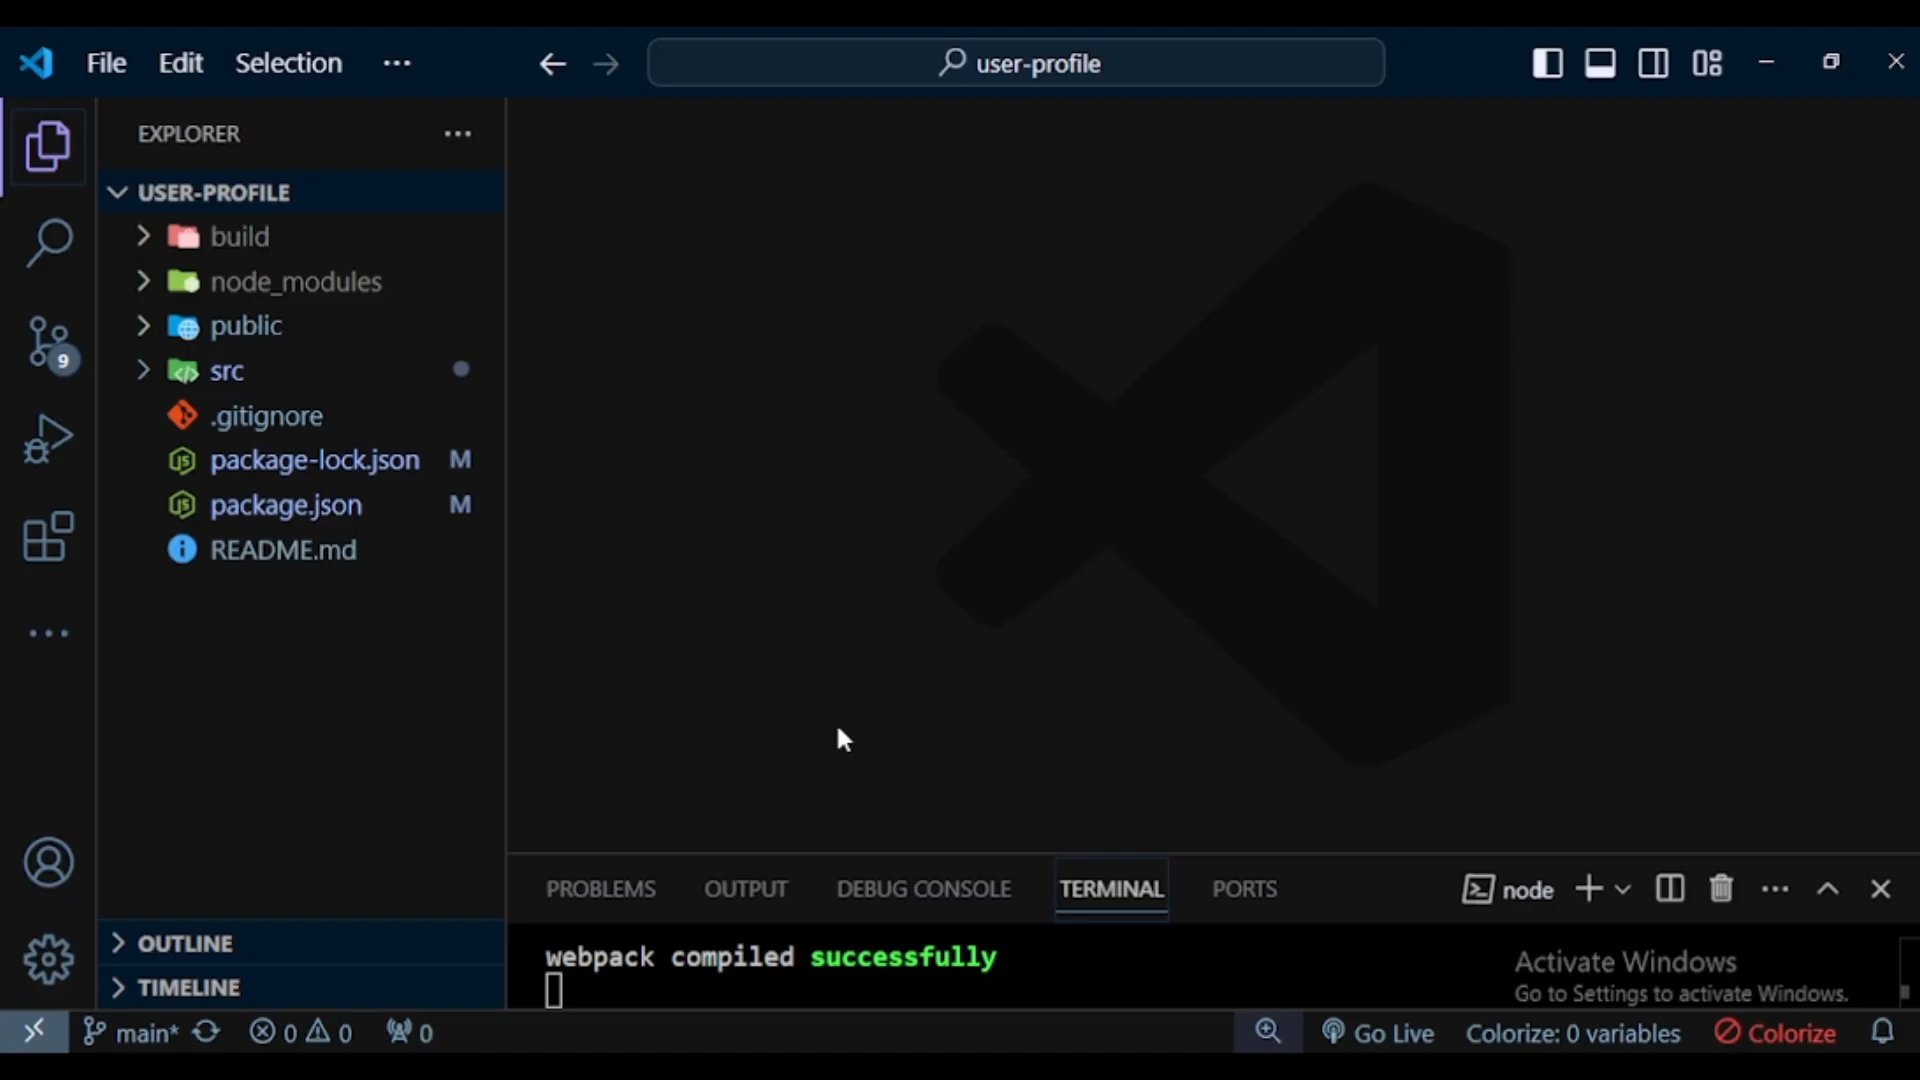 File Edit Selection ··· user-profile
EXPLORER ···
USER-PROFILE
build
node_modules
public
src
.gitignore
package-lock.json M
package.json M
README.md
9
OUTLINE
TIMELINE
PROBLEMS OUTPUT DEBUG CONSOLE TERMINAL PORTS node
webpack compiled successfully
Activate Windows
Go to Settings to activate Windows.
main* 0 0 0 Go Live Colorize: 0 variables Colorize